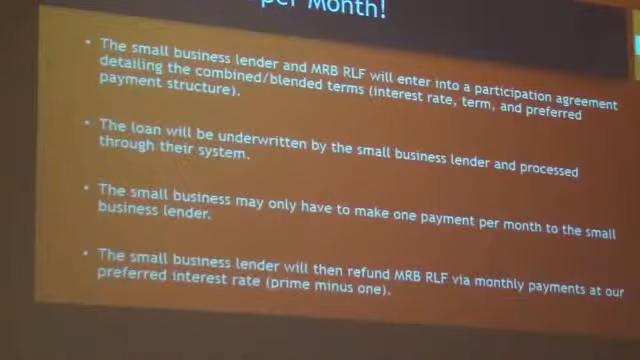 per Month!
• The small business lender and MRB RLF will enter into a participation agreement
detailing the combined/blended terms (interest rate, term, and preferred
payment structure).
• The loan will be underwritten by the small business lender and processed
through their system.
• The small business may only have to make one payment per month to the small
business lender.
• The small business lender will then refund MRB RLF via monthly payments at our
preferred interest rate (prime minus one).